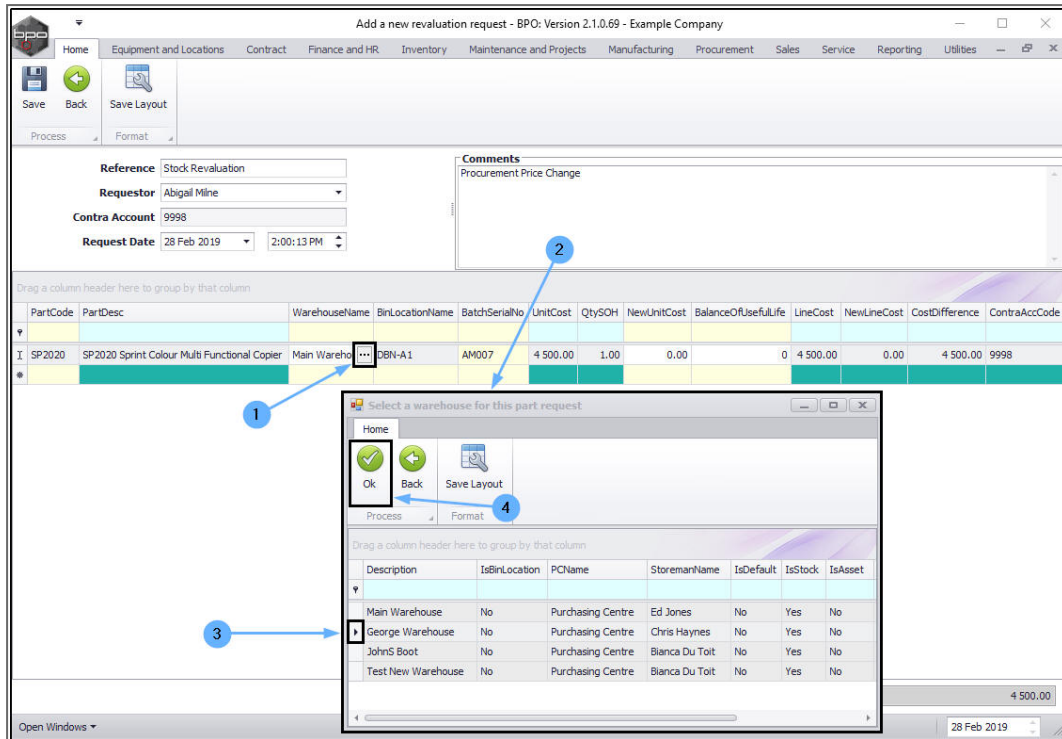 bpo
Add a new revaluation request - BPO: Version 2.1.0.69 - Example Company
Home Equipment and Locations Contract Finance and HR Inventory Maintenance and Projects Manufacturing Procurement Sales Service Reporting Utilities
Save Back Save Layout
Process Format
Reference Stock Revaluation
Requestor Abigail Milne
Contra Account 9998
Request Date 28 Feb 2019 2:00:13 PM
Comments
Procurement Price Change
2
Drag a column header here to group by that column
PartCode PartDesc WarehouseName BinLocationName BatchSerialNo UnitCost QtySOH NewUnitCost BalanceOfUsefulLife LineCost NewLineCost CostDifference ContraAccCode
SP2020 SP2020 Sprint Colour Multi Functional Copier Main Wareho ... DBN-A1 AM007 4 500.00 1.00 0.00 0 4 500.00 0.00 4 500.00 9998
1
Select a warehouse for this part request
Home
Ok Back Save Layout
4
Process Format
Drag a column header here to group by that column
Description IsBinLocation PCName StoremanName IsDefault IsStock IsAsset
Main Warehouse No Purchasing Centre Ed Jones No Yes No
3
George Warehouse No Purchasing Centre Chris Haynes No Yes No
JohnS Boot No Purchasing Centre Bianca Du Toit No Yes No
Test New Warehouse No Purchasing Centre Bianca Du Toit No Yes No
4 500.00
Open Windows 28 Feb 2019